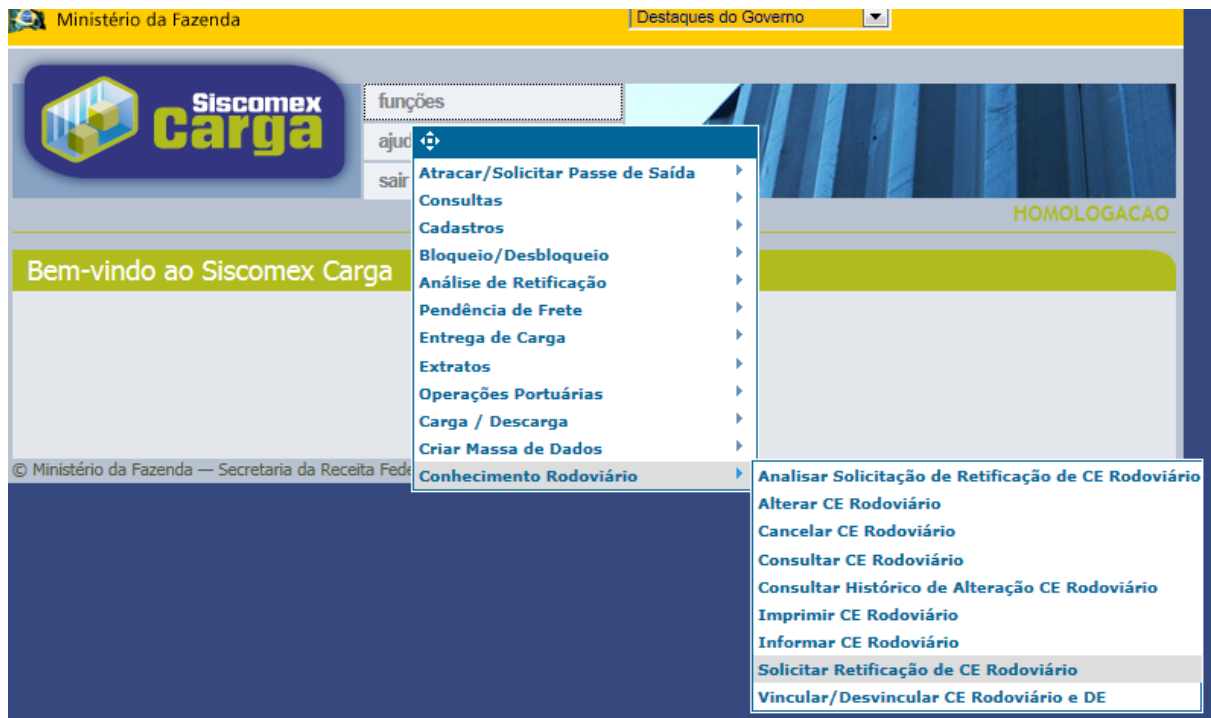 Ministério da Fazenda
Destaques do Governo
Siscomex
Carga
funções
ajud
sair
Atracar/Solicitar Passe de Saída
Consultas
Cadastros
Bloqueio/Desbloqueio
Análise de Retificação
Pendência de Frete
Entrega de Carga
Extratos
Operações Portuárias
Carga / Descarga
Criar Massa de Dados
Conhecimento Rodoviário
HOMOLOGACAO
Bem-vindo ao Siscomex Carga
© Ministério da Fazenda — Secretaria da Receita Fede
Analisar Solicitação de Retificação de CE Rodoviário
Alterar CE Rodoviário
Cancelar CE Rodoviário
Consultar CE Rodoviário
Consultar Histórico de Alteração CE Rodoviário
Imprimir CE Rodoviário
Informar CE Rodoviário
Solicitar Retificação de CE Rodoviário
Vincular/Desvincular CE Rodoviário e DE